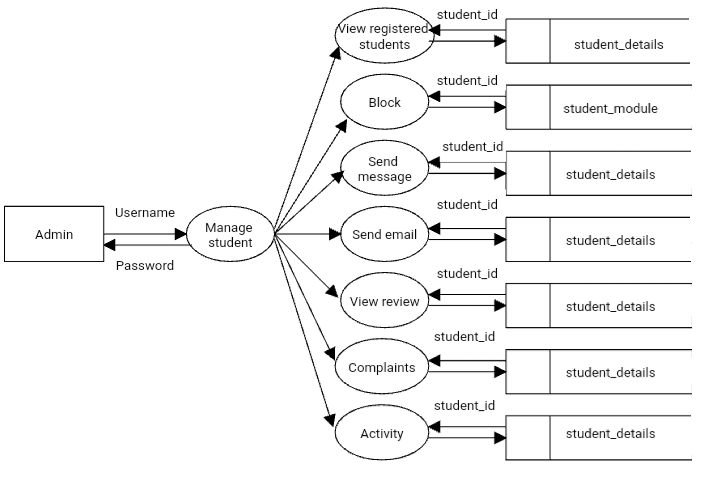 student_id
View registered
students
student_details
student_id
Block
student_module
student_id
Send
message
student_details
student_id
Username
Admin
Manage
student
Send email
student_details
Password
student_id
View review
student_details
student_id
Complaints
student_details
student_id
Activity
student_details